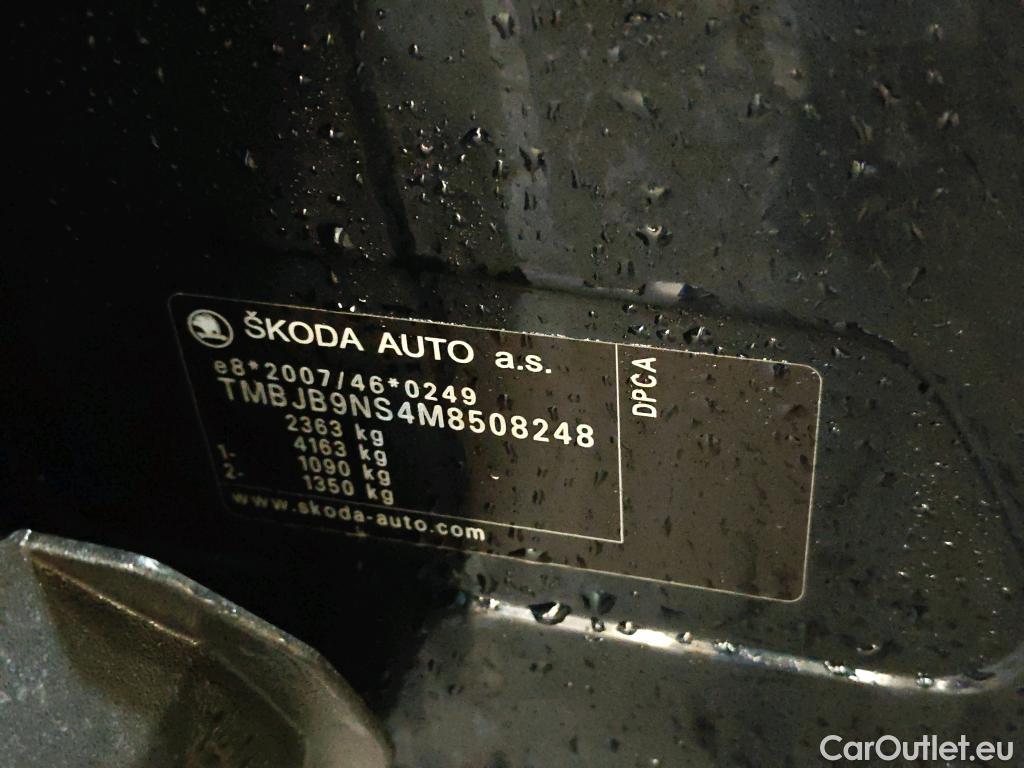 ŠKODA AUTO a.s.
e8*2007/46*0249
TMBJB9NS4M8508248
2363 kg
4163 kg
1- 1090 kg
2- 1350 kg
www.skoda-auto.com
DPCA
CarOutlet.eu